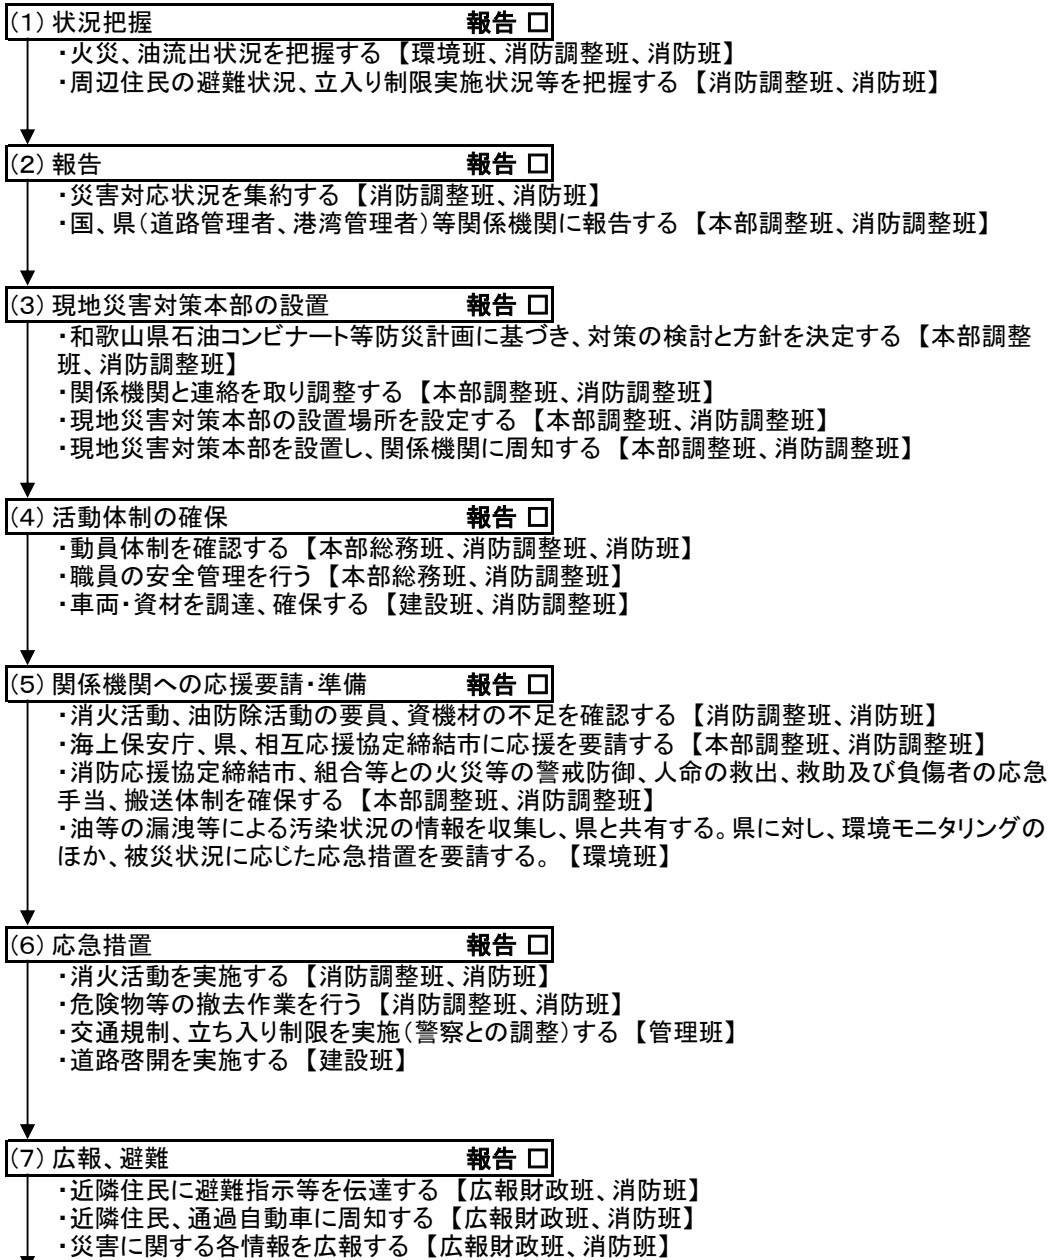 (1) 状況把握 報告 □
・火災、油流出状況を把握する 【環境班、消防調整班、消防班】
・周辺住民の避難状況、立入り制限実施状況等を把握する 【消防調整班、消防班】
(2) 報告 報告 □
・災害対応状況を集約する 【消防調整班、消防班】
・国、県(道路管理者、港湾管理者)等関係機関に報告する 【本部調整班、消防調整班】
(3) 現地災害対策本部の設置 報告 □
・和歌山県石油コンビナート等防災計画に基づき、対策の検討と方針を決定する 【本部調整
班、消防調整班】
・関係機関と連絡を取り調整する 【本部調整班、消防調整班】
・現地災害対策本部の設置場所を設定する 【本部調整班、消防調整班】
・現地災害対策本部を設置し、関係機関に周知する 【本部調整班、消防調整班】
(4) 活動体制の確保 報告 □
・動員体制を確認する 【本部総務班、消防調整班、消防班】
・職員の安全管理を行う 【本部総務班、消防調整班】
・車両・資材を調達、確保する 【建設班、消防調整班】
(5) 関係機関への応援要請・準備 報告 □
・消火活動、油防除活動の要員、資機材の不足を確認する 【消防調整班、消防班】
・海上保安庁、県、相互応援協定締結市に応援を要請する 【本部調整班、消防調整班】
・消防応援協定締結市、組合等との火災等の警戒防御、人命の救出、救助及び負傷者の応急
手当、搬送体制を確保する 【本部調整班、消防調整班】
・油等の漏洩等による汚染状況の情報を収集し、県と共有する。県に対し、環境モニタリングの
ほか、被災状況に応じた応急措置を要請する。 【環境班】
(6) 応急措置 報告 □
・消火活動を実施する 【消防調整班、消防班】
・危険物等の撤去作業を行う 【消防調整班、消防班】
・交通規制、立ち入り制限を実施(警察との調整)する 【管理班】
・道路啓開を実施する 【建設班】
(7) 広報、避難 報告 □
・近隣住民に避難指示等を伝達する 【広報財政班、消防班】
・近隣住民、通過自動車に周知する 【広報財政班、消防班】
・災害に関する各情報を広報する 【広報財政班、消防班】